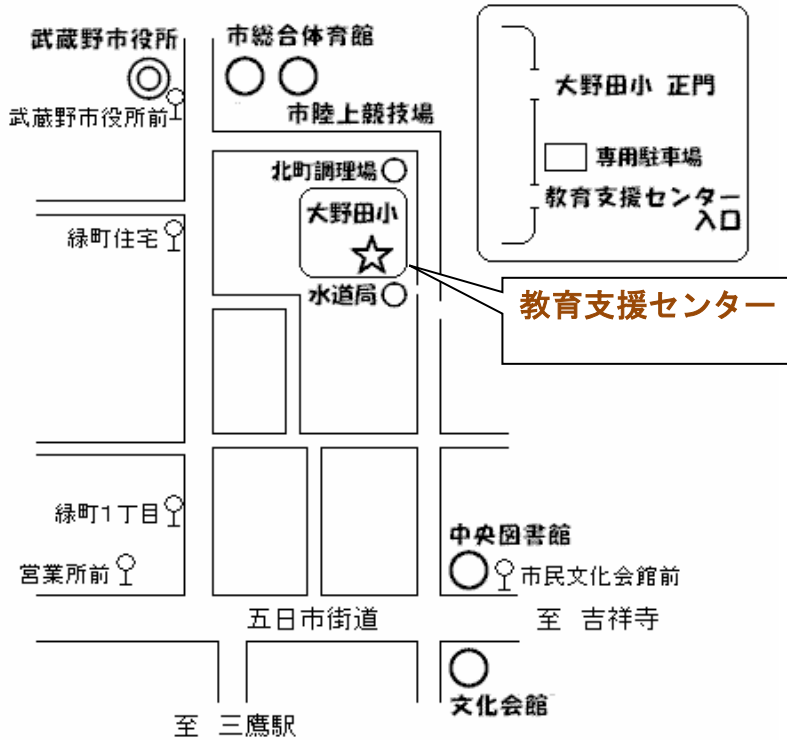 武蔵野市役所
武蔵野市役所前
市総合体育館
市陸上競技場
大野田小 正門
専用駐車場
教育支援センター
入口
北町調理場
大野田小
緑町住宅
水道局
教育支援センター
緑町1丁目
営業所前
中央図書館
市民文化会館前
五日市街道
至 吉祥寺
文化会館
至 三鷹駅